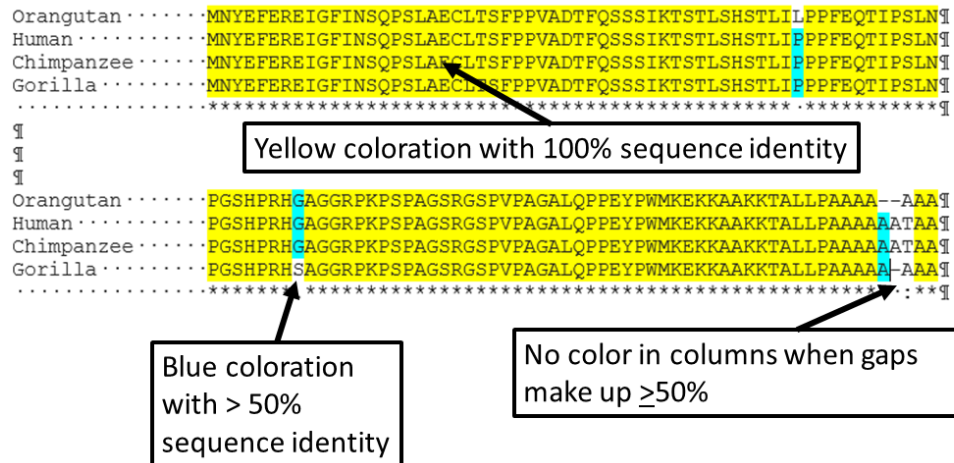 Orangutan·······MNYEFEREIGFINSQPSLAECLTSFPPVADTFQSSSIKTSTLSHSTLILPPFEQTIPSLN¶
Human···········MNYEFEREIGFINSQPSLAECLTSFPPVADTFQSSSIKTSTLSHSTLIPPPFEQTIPSLN¶
Chimpanzee······MNYEFEREIGFINSQPSLAECLTSFPPVADTFQSSSIKTSTLSHSTLIPPPFEQTIPSLN¶
Gorilla·········MNYEFEREIGFINSQPSLAECLTSFPPVADTFQSSSIKTSTLSHSTLIPPPFEQTIPSLN¶
················************************************************·***********¶
¶
Yellow coloration with 100% sequence identity
¶
¶
Orangutan·······PGSHPRHGAGGRPKPSPAGSRGSPVPAGALQPPEYPWMKEKKAAKKTALLPAAAA--AAA¶
Human···········PGSHPRHGAGGRPKPSPAGSRGSPVPAGALQPPEYPWMKEKKAAKKTALLPAAAAAATAA¶
Chimpanzee······PGSHPRHGAGGRPKPSPAGSRGSPVPAGALQPPEYPWMKEKKAAKKTALLPAAAAAATAA¶
Gorilla·········PGSHPRHSAGGRPKPSPAGSRGSPVPAGALQPPEYPWMKEKKAAKKTALLPAAAAA-AAA¶
················*******·***********************************************··:**¶
Blue coloration
with > 50%
sequence identity
No color in columns when gaps
make up ≥50%